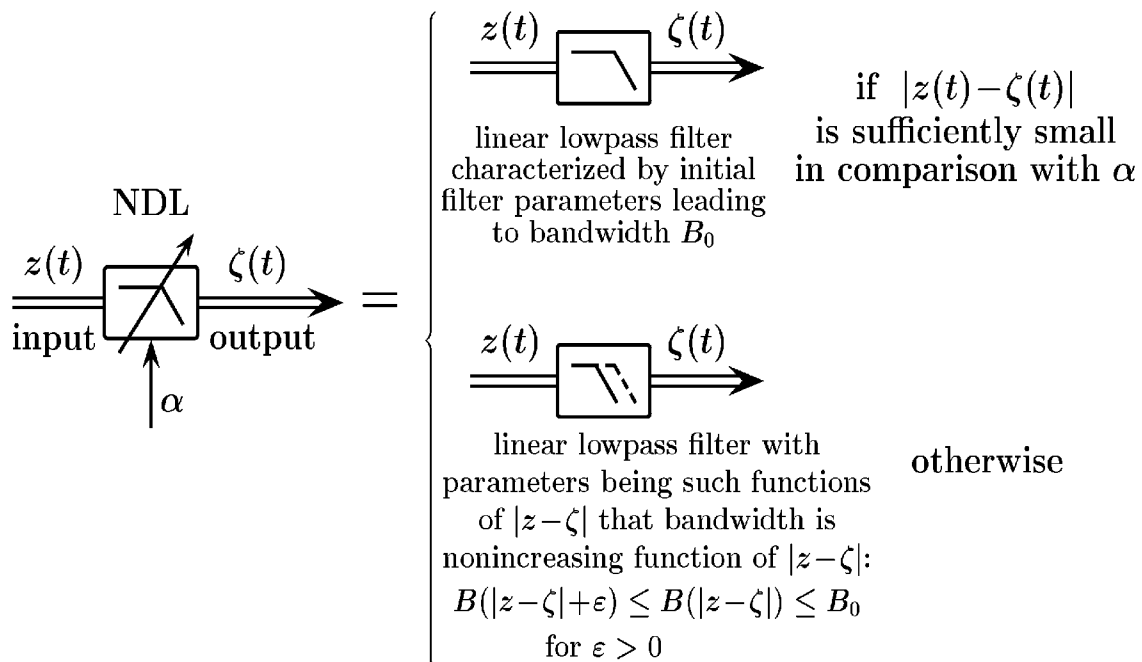 NDL
z(t)
ζ(t)
input
output
α
=
z(t)
ζ(t)
linear lowpass filter
characterized by initial
filter parameters leading
to bandwidth B₀
if |z(t)−ζ(t)|
is sufficiently small
in comparison with α
z(t)
ζ(t)
linear lowpass filter with
parameters being such functions
of |z−ζ| that bandwidth is
nonincreasing function of |z−ζ|:
B(|z−ζ|+ε) ≤ B(|z−ζ|) ≤ B₀
for ε > 0
otherwise